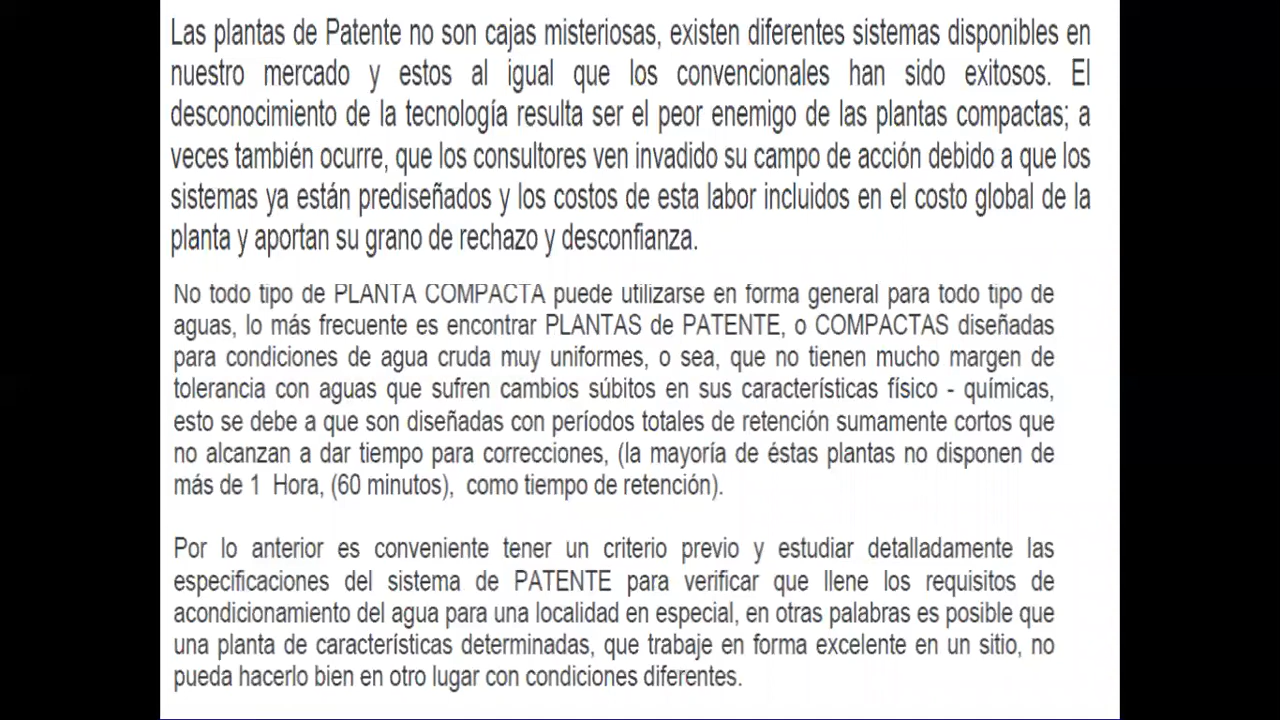 Las plantas de Patente no son cajas misteriosas, existen diferentes sistemas disponibles en
nuestro mercado y estos al igual que los convencionales han sido exitosos. El
desconocimiento de la tecnología resulta ser el peor enemigo de las plantas compactas; a
veces también ocurre, que los consultores ven invadido su campo de acción debido a que los
sistemas ya están prediseñados y los costos de esta labor incluidos en el costo global de la
planta y aportan su grano de rechazo y desconfianza.
No todo tipo de PLANTA COMPACTA puede utilizarse en forma general para todo tipo de
aguas, lo más frecuente es encontrar PLANTAS de PATENTE, o COMPACTAS diseñadas
para condiciones de agua cruda muy uniformes, o sea, que no tienen mucho margen de
tolerancia con aguas que sufren cambios súbitos en sus características físico - químicas,
esto se debe a que son diseñadas con períodos totales de retención sumamente cortos que
no alcanzan a dar tiempo para correcciones, (la mayoría de éstas plantas no disponen de
más de 1 Hora, (60 minutos), como tiempo de retención).
Por lo anterior es conveniente tener un criterio previo y estudiar detalladamente las
especificaciones del sistema de PATENTE para verificar que llene los requisitos de
acondicionamiento del agua para una localidad en especial, en otras palabras es posible que
una planta de características determinadas, que trabaje en forma excelente en un sitio, no
pueda hacerlo bien en otro lugar con condiciones diferentes.